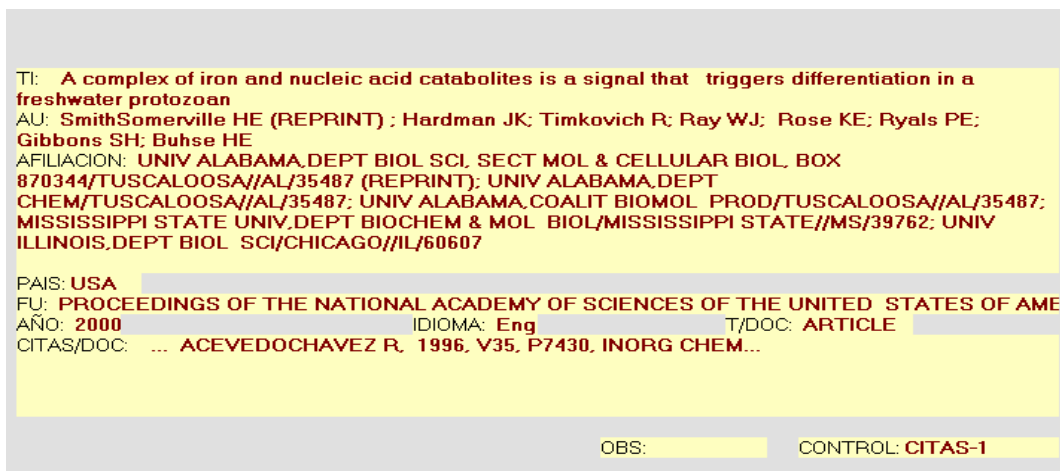 TI: A complex of iron and nucleic acid catabolites is a signal that triggers differentiation in a
freshwater protozoan
AU: SmithSomerville HE (REPRINT) ; Hardman JK; Timkovich R; Ray WJ; Rose KE; Ryals PE;
Gibbons SH; Buhse HE
AFILIACION: UNIV ALABAMA,DEPT BIOL SCI, SECT MOL & CELLULAR BIOL, BOX
870344/TUSCALOOSA//AL/35487 (REPRINT); UNIV ALABAMA,DEPT
CHEM/TUSCALOOSA//AL/35487; UNIV ALABAMA,COALIT BIOMOL PROD/TUSCALOOSA//AL/35487;
MISSISSIPPI STATE UNIV,DEPT BIOCHEM & MOL BIOL/MISSISSIPPI STATE//MS/39762; UNIV
ILLINOIS,DEPT BIOL SCI/CHICAGO//IL/60607
PAIS: USA
FU: PROCEEDINGS OF THE NATIONAL ACADEMY OF SCIENCES OF THE UNITED STATES OF AME
AÑO: 2000 IDIOMA: Eng T/DOC: ARTICLE
CITAS/DOC: ... ACEVEDOCHAVEZ R, 1996, V35, P7430, INORG CHEM...
OBS: CONTROL: CITAS-1